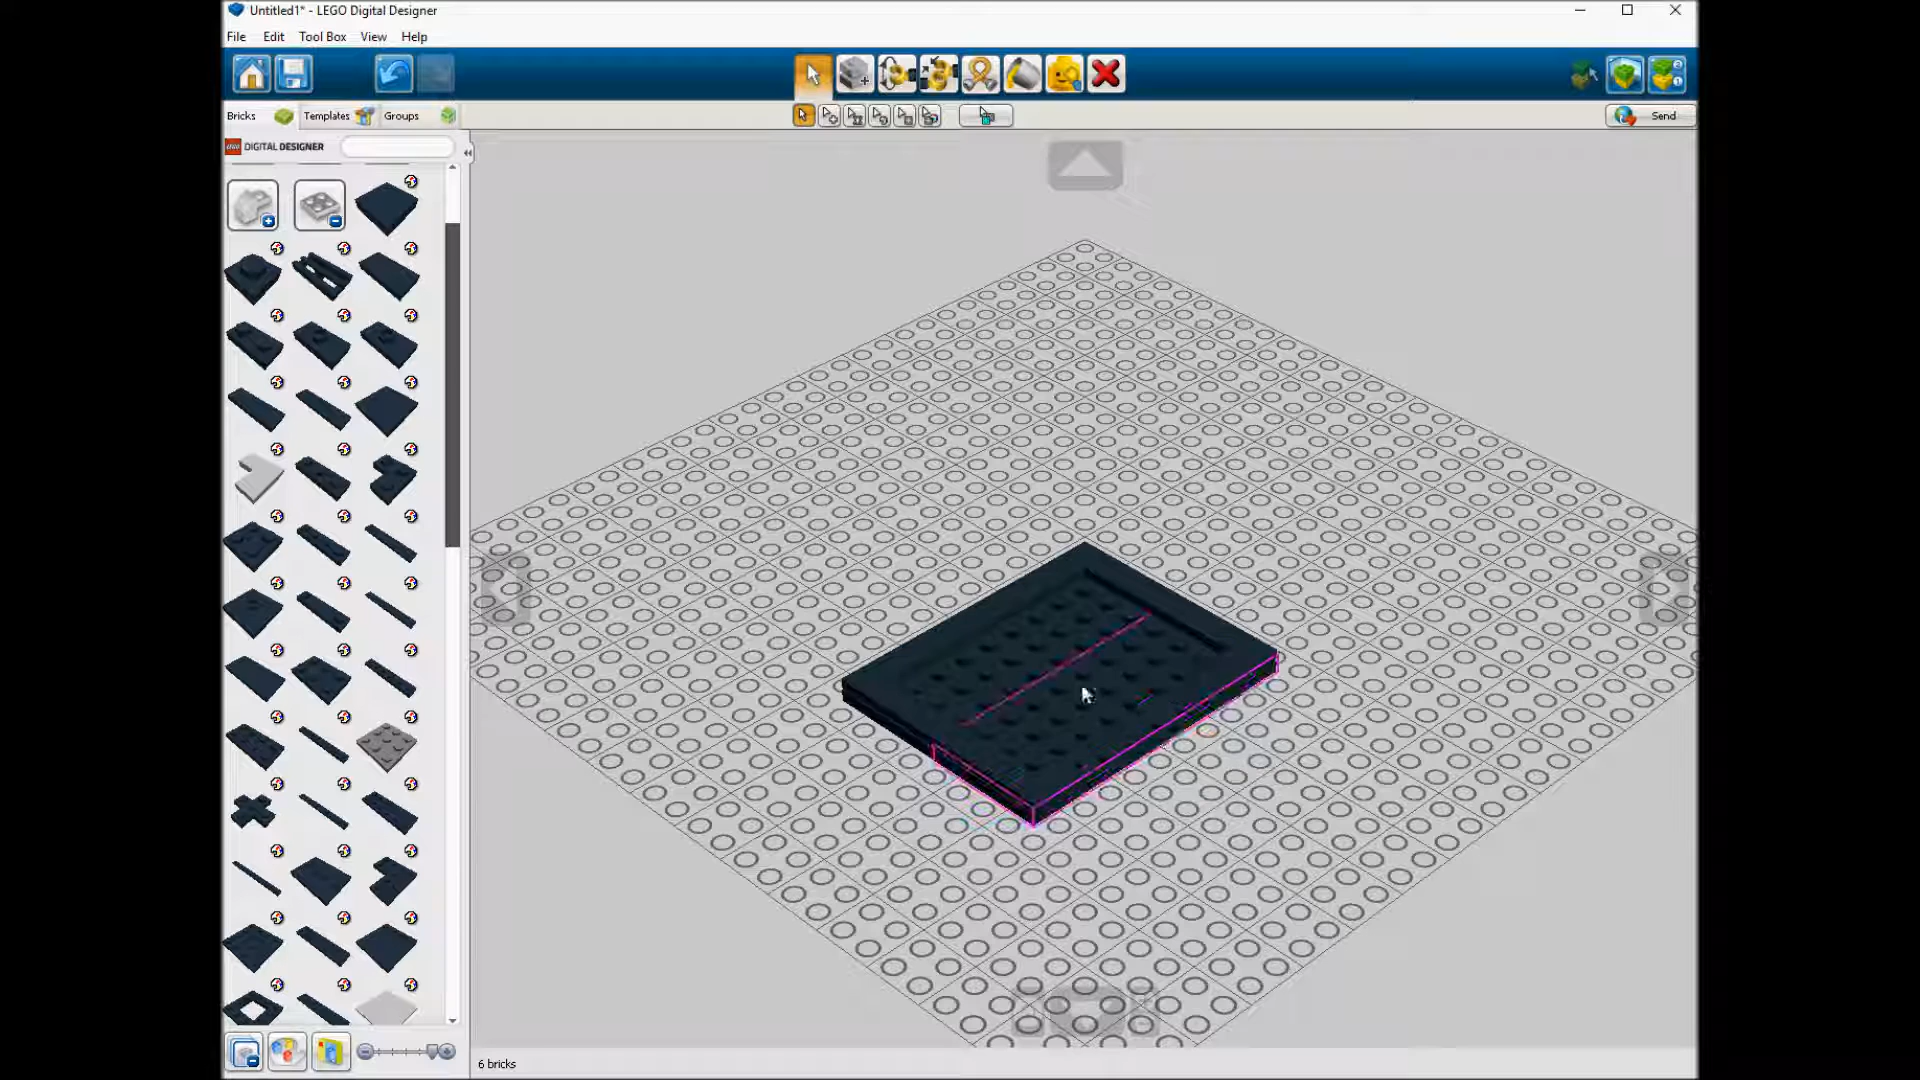 Untitled1* - LEGO Digital Designer
File Edit Tool Box View Help
Bricks Templates Groups
Send
DIGITAL DESIGNER
6 bricks